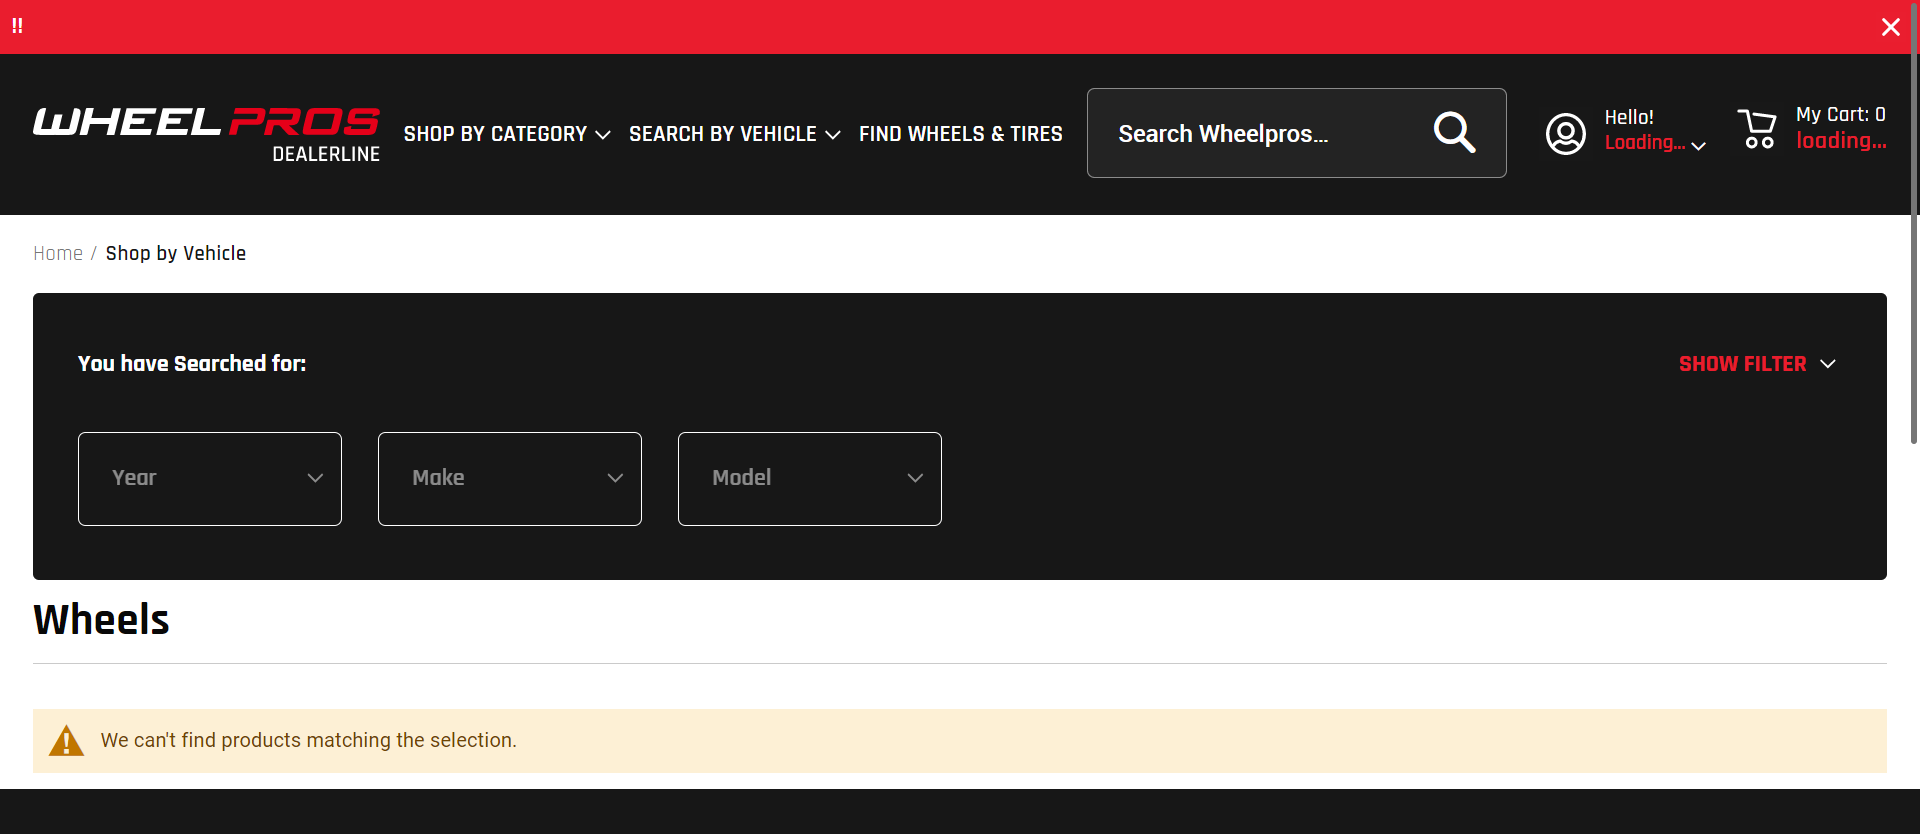 !!
WHEEL PROS
DEALERLINE
SHOP BY CATEGORY
SEARCH BY VEHICLE
FIND WHEELS & TIRES
Search Wheelpros...
Hello!
Loading...
My Cart: 0
loading...
Home / Shop by Vehicle
You have Searched for:
SHOW FILTER
Year
Make
Model
Wheels
We can't find products matching the selection.